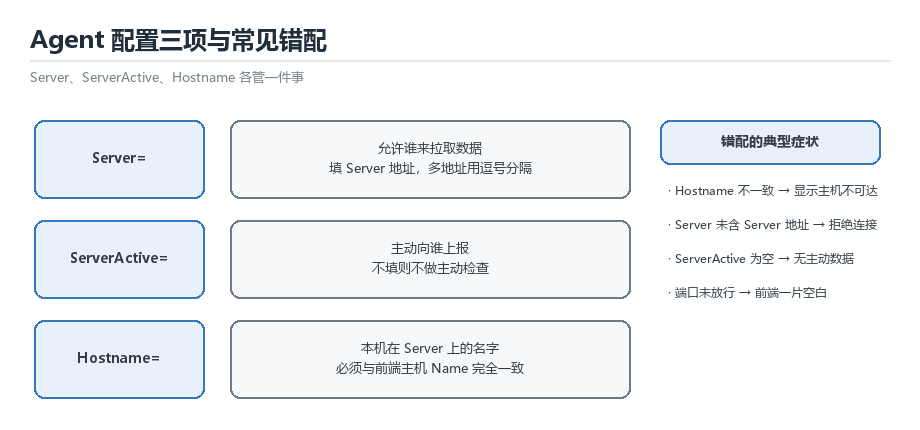 Agent 配置三项与常见错配
Server、ServerActive、Hostname 各管一件事
Server=
允许谁来拉取数据
填 Server 地址，多地址用逗号分隔
ServerActive=
主动向谁上报
不填则不做主动检查
Hostname=
本机在 Server 上的名字
必须与前端主机 Name 完全一致
错配的典型症状
· Hostname 不一致 → 显示主机不可达
· Server 未含 Server 地址 → 拒绝连接
· ServerActive 为空 → 无主动数据
· 端口未放行 → 前端一片空白